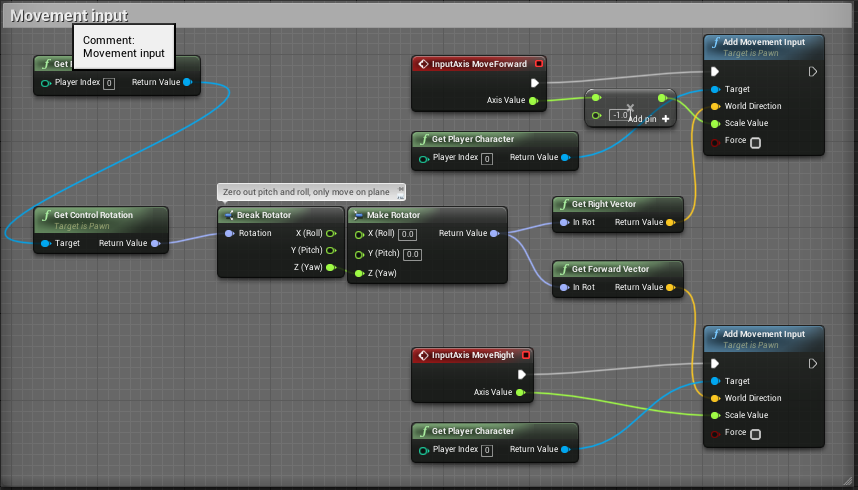 Movement input
Comment:
Movement input
Player Index 0 Return Value
InputAxis MoveForward
Axis Value
-1.0
Add pin +
Add Movement Input
Target is Pawn
Target
World Direction
Scale Value
Force
Get Player Character
Player Index 0 Return Value
Zero out pitch and roll, only move on plane
Get Control Rotation
Target is Pawn
Target Return Value
Break Rotator
Rotation X (Roll)
Y (Pitch)
Z (Yaw)
Make Rotator
X (Roll) 0.0 Return Value
Y (Pitch) 0.0
Z (Yaw)
Get Right Vector
In Rot Return Value
Get Forward Vector
In Rot Return Value
InputAxis MoveRight
Axis Value
Get Player Character
Player Index 0 Return Value
Add Movement Input
Target is Pawn
Target
World Direction
Scale Value
Force